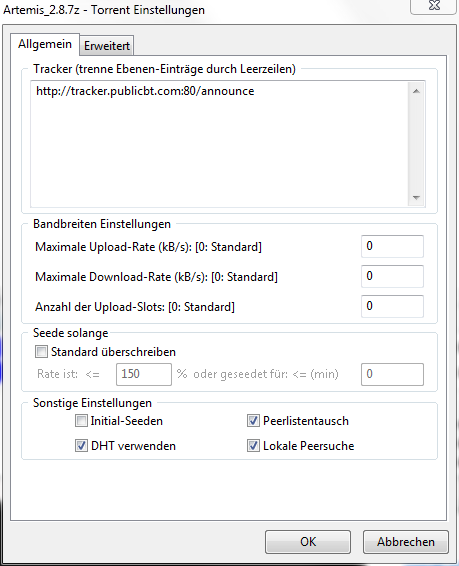 Artemis_2.8.7z - Torrent Einstellungen
Allgemein Erweitert
Tracker (trenne Ebenen-Einträge durch Leerzeilen)
http://tracker.publicbt.com:80/announce
Bandbreiten Einstellungen
Maximale Upload-Rate (kB/s): [0: Standard] 0
Maximale Download-Rate (kB/s): [0: Standard] 0
Anzahl der Upload-Slots: [0: Standard] 0
Seede solange
Standard überschreiben
Rate ist: <= 150 % oder geseedet für: <= (min) 0
Sonstige Einstellungen
Initial-Seeden Peerlistentausch
DHT verwenden Lokale Peersuche
OK Abbrechen